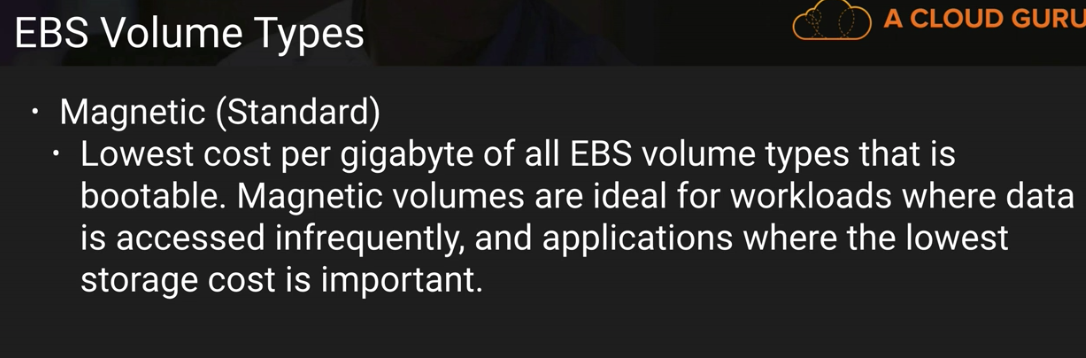 EBS Volume Types
A CLOUD GURU
• Magnetic (Standard)
• Lowest cost per gigabyte of all EBS volume types that is
bootable. Magnetic volumes are ideal for workloads where data
is accessed infrequently, and applications where the lowest
storage cost is important.